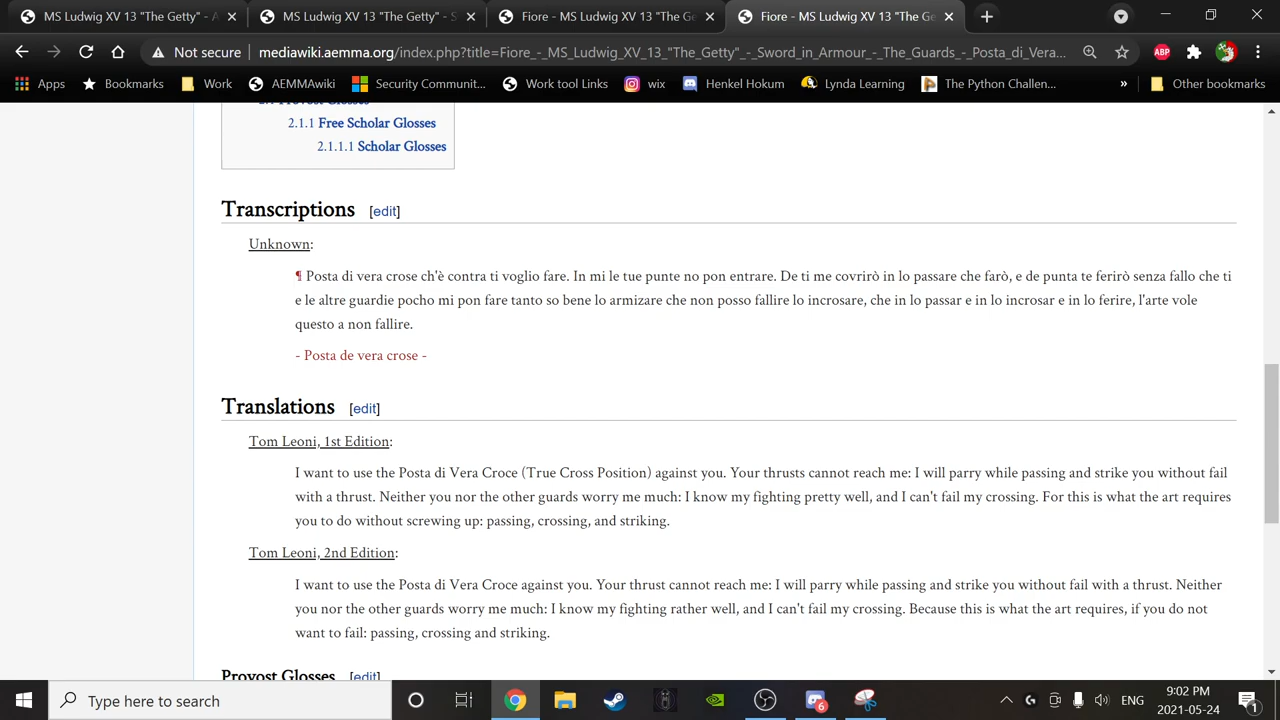 MS Ludwig XV 13 "The Getty" - A
MS Ludwig XV 13 "The Getty" - S
Fiore - MS Ludwig XV 13 "The Ge
Fiore - MS Ludwig XV 13 "The Ge
Not secure
mediawiki.aemma.org/index.php?title=Fiore_-_MS_Ludwig_XV_13_"The_Getty"_-_Sword_in_Armour_-_The_Guards_-_Posta_di_Vera...
ABP
Apps
Bookmarks
Work
AEMMAwiki
Security Communit...
Work tool Links
wix
Henkel Hokum
Lynda Learning
The Python Challen...
»
Other bookmarks
2.1 Provost Glosses
2.1.1 Free Scholar Glosses
2.1.1.1 Scholar Glosses
Transcriptions [edit]
Unknown:
¶ Posta di vera crose ch'è contra ti voglio fare. In mi le tue punte no pon entrare. De ti me covrirò in lo passare che farò, e de punta te ferirò senza fallo che ti
e le altre guardie pocho mi pon fare tanto so bene lo armizare che non posso fallire lo incrosare, che in lo passar e in lo incrosar e in lo ferire, l'arte vole
questo a non fallire.
- Posta de vera crose -
Translations [edit]
Tom Leoni, 1st Edition:
I want to use the Posta di Vera Croce (True Cross Position) against you. Your thrusts cannot reach me: I will parry while passing and strike you without fail
with a thrust. Neither you nor the other guards worry me much: I know my fighting pretty well, and I can't fail my crossing. For this is what the art requires
you to do without screwing up: passing, crossing, and striking.
Tom Leoni, 2nd Edition:
I want to use the Posta di Vera Croce against you. Your thrust cannot reach me: I will parry while passing and strike you without fail with a thrust. Neither
you nor the other guards worry me much: I know my fighting rather well, and I can't fail my crossing. Because this is what the art requires, if you do not
want to fail: passing, crossing and striking.
Provost Glosses [edit]
Type here to search
6
ENG
9:02 PM
2021-05-24
1